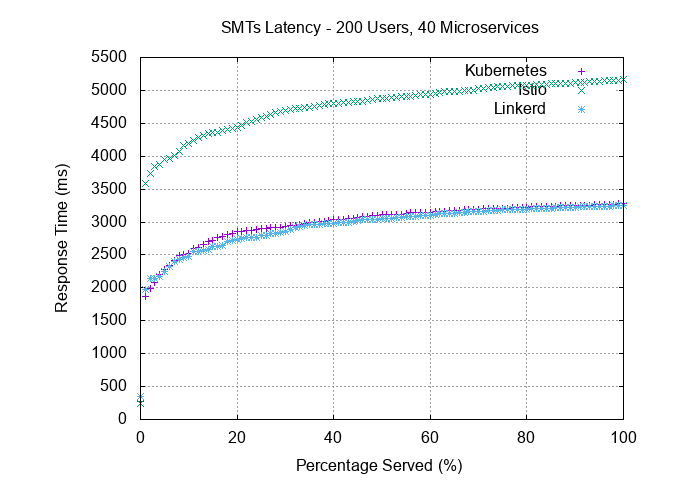 SMTs Latency - 200 Users, 40 Microservices
5500
5000
4500
4000
3500
3000
2500
2000
1500
1000
500
0
Response Time (ms)
Kubernetes
Istio
Linkerd
0 20 40 60 80 100
Percentage Served (%)